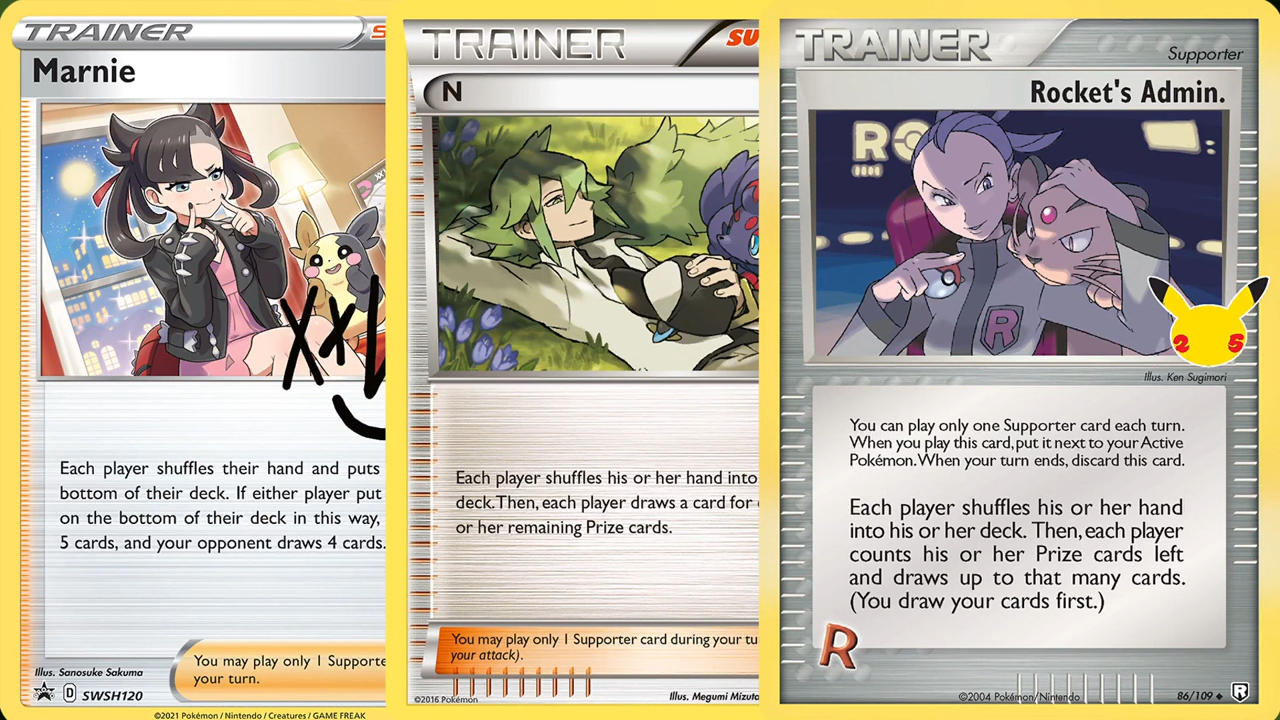 TRAINER
Marnie
Each player shuffles their hand and puts
bottom of their deck. If either player put
on the bottom of their deck in this way,
5 cards, and your opponent draws 4 cards.
You may play only 1 Supporte
your turn.
Illus. Sanosuke Sakuma
D SWSH120
©2021 Pokémon / Nintendo / Creatures / GAME FREAK
TRAINER
SU
N
Each player shuffles his or her hand into
deck. Then, each player draws a card for
or her remaining Prize cards.
You may play only 1 Supporter card during your tu
your attack).
©2016 Pokémon
Illus. Megumi Mizuta
TRAINER
Supporter
Rocket's Admin.
RO
R
25
Illus. Ken Sugimori
You can play only one Supporter card each turn.
When you play this card, put it next to your Active
Pokémon. When your turn ends, discard this card.
Each player shuffles his or her hand
into his or her deck. Then, each player
counts his or her Prize cards left
and draws up to that many cards.
(You draw your cards first.)
R
©2004 Pokémon/Nintendo
86/109
R